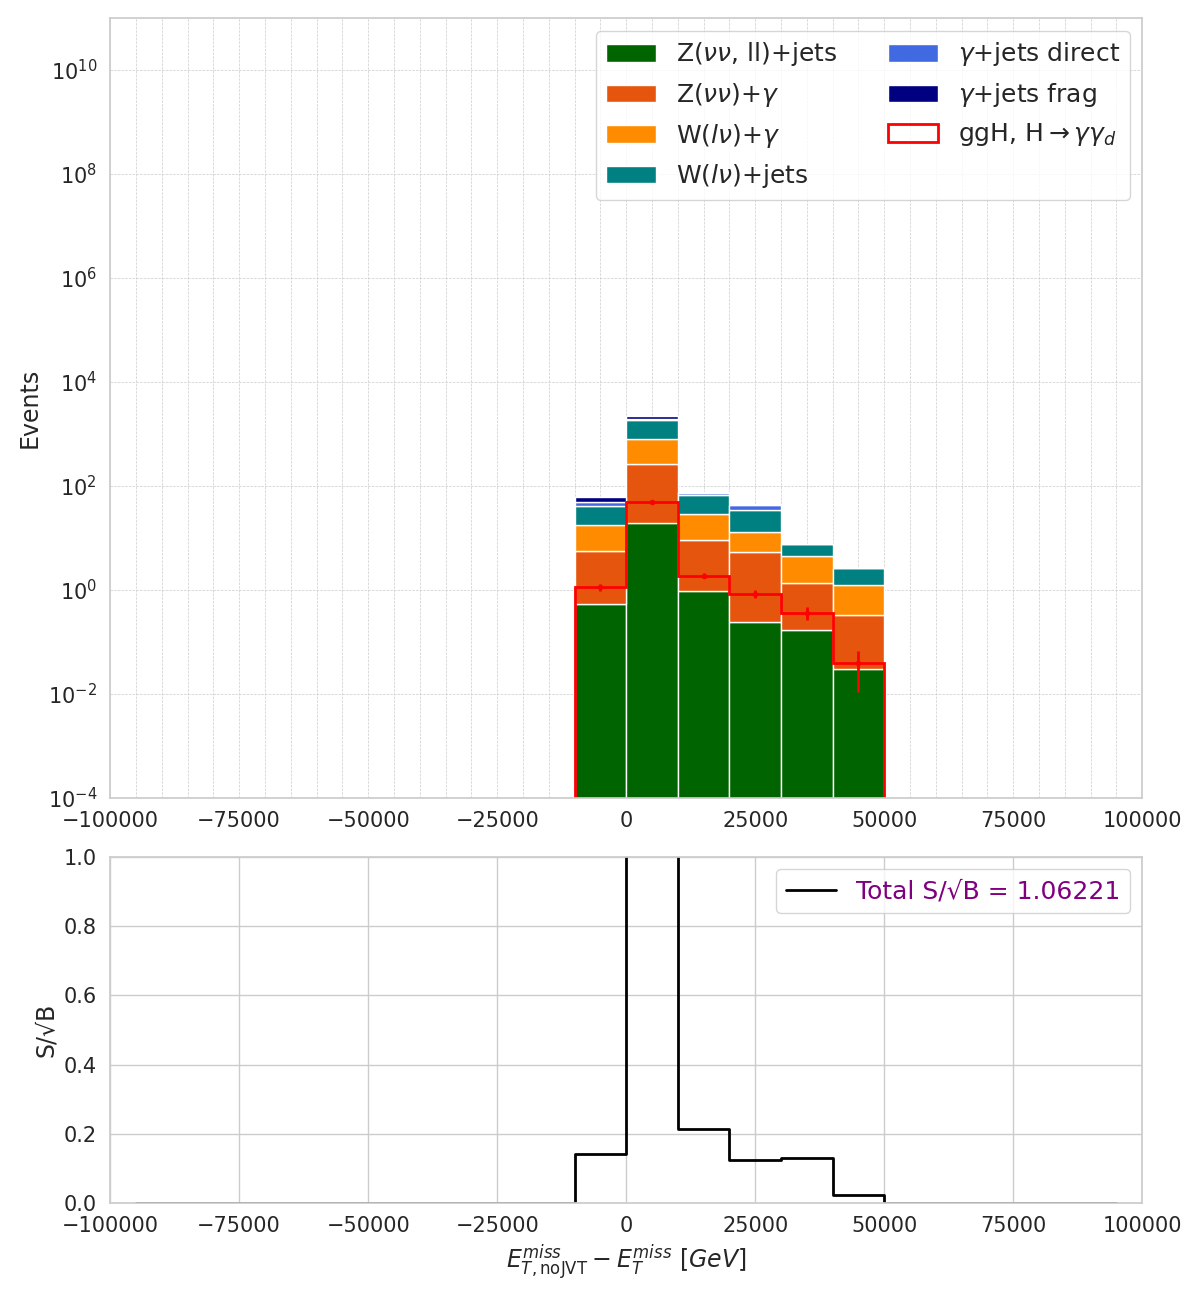 Z(νν, ll)+jets
Z(νν)+γ
W(lν)+γ
W(lν)+jets
γ+jets direct
γ+jets frag
ggH, H→γγ_d
Events
10^10
10^8
10^6
10^4
10^2
10^0
10^−2
10^−4
−100000 −75000 −50000 −25000 0 25000 50000 75000 100000
Total S/√B = 1.06221
S/√B
1.0
0.8
0.6
0.4
0.2
0.0
−100000 −75000 −50000 −25000 0 25000 50000 75000 100000
E_{T,noJVT}^{miss} − E_T^{miss} [GeV]